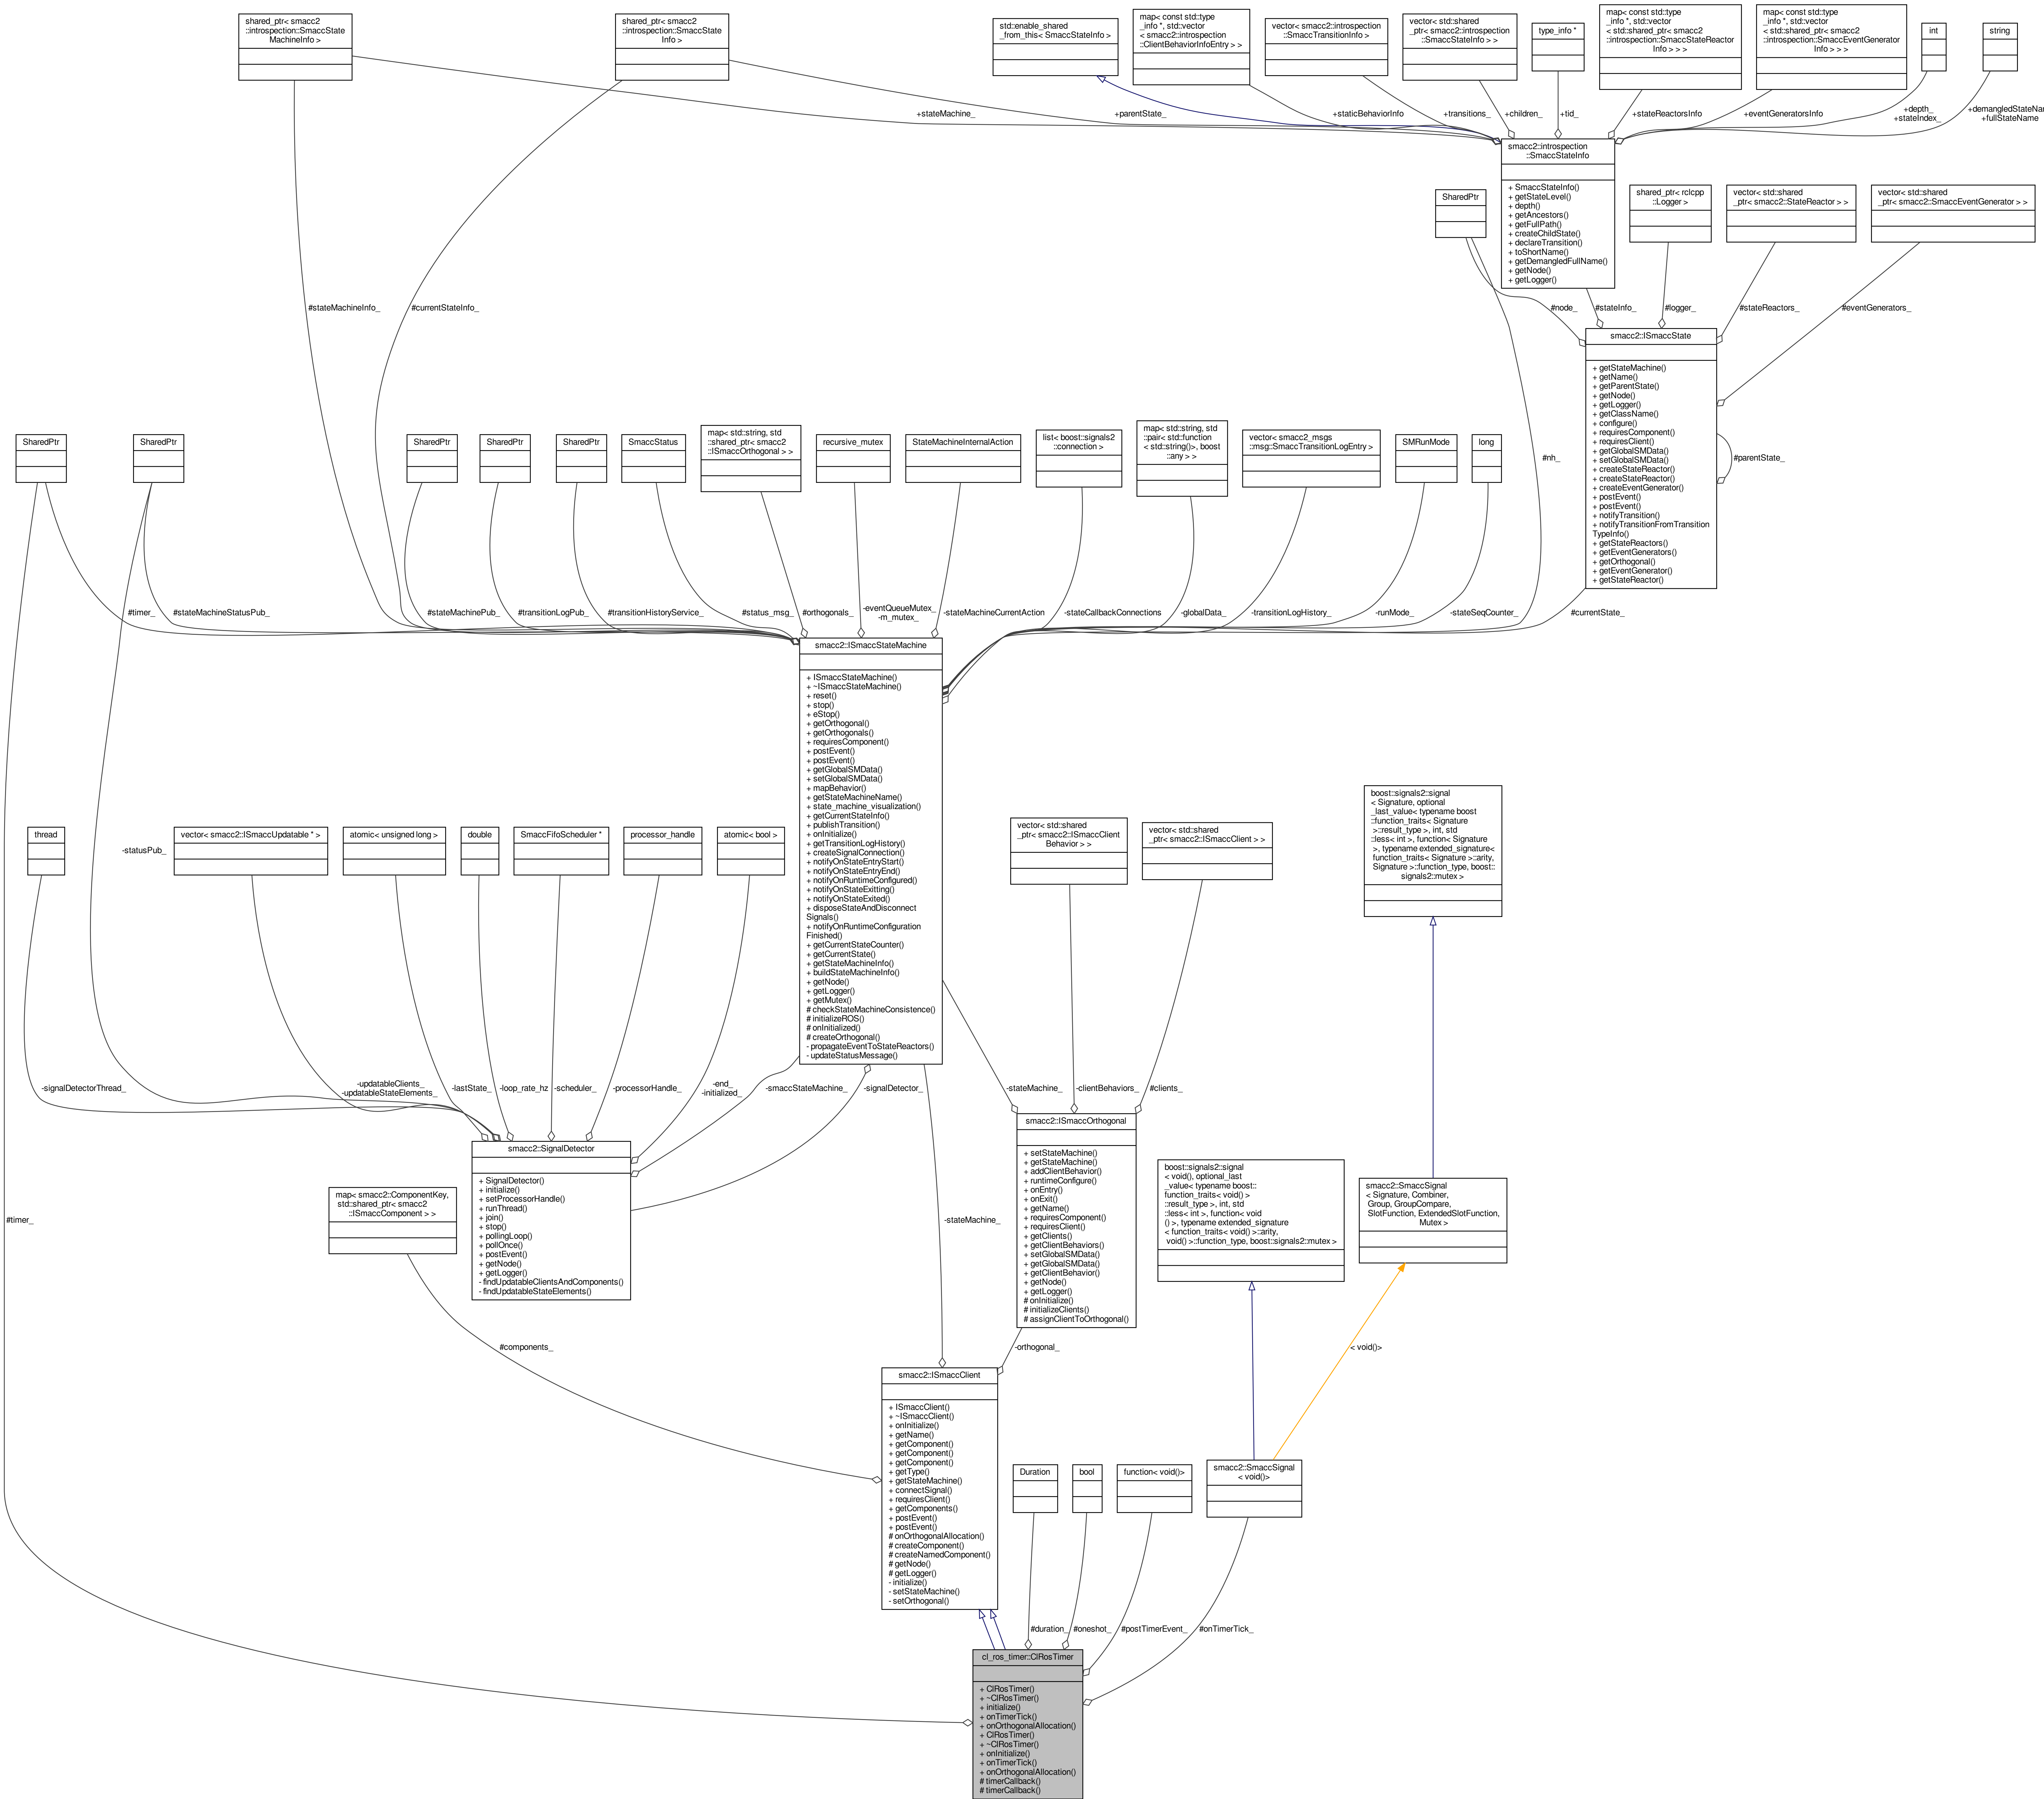 shared_ptr< smacc2
::introspection::SmaccState
MachineInfo >
shared_ptr< smacc2
::introspection::SmaccState
Info >
std::enable_shared
_from_this< SmaccStateInfo >
map< const std::type
_info *, std::vector
< smacc2::introspection
::ClientBehaviorInfoEntry > >
vector< smacc2::introspection
::SmaccTransitionInfo >
vector< std::shared
_ptr< smacc2::introspection
::SmaccStateInfo > >
type_info *
map< const std::type
_info *, std::vector
< std::shared_ptr< smacc2
::introspection::SmaccStateReactor
Info > > >
map< const std::type
_info *, std::vector
< std::shared_ptr< smacc2
::introspection::SmaccEventGenerator
Info > > >
int
string
+stateMachine_
+parentState_
+staticBehaviorInfo
+transitions_
+children_
+tid_
+stateReactorsInfo
+eventGeneratorsInfo
+depth_
+stateIndex_
+demangledStateNa
+fullStateName
smacc2::introspection
::SmaccStateInfo
+ SmaccStateInfo()
+ getStateLevel()
+ depth()
+ getAncestors()
+ getFullPath()
+ createChildState()
+ declareTransition()
+ toShortName()
+ getDemangledFullName()
+ getNode()
+ getLogger()
SharedPtr
shared_ptr< rclcpp
::Logger >
vector< std::shared
_ptr< smacc2::StateReactor > >
vector< std::shared
_ptr< smacc2::SmaccEventGenerator > >
#stateMachineInfo_
#currentStateInfo_
#node_
#stateInfo_
#logger_
#stateReactors_
#eventGenerators_
smacc2::ISmaccState
+ getStateMachine()
+ getName()
+ getParentState()
+ getNode()
+ getLogger()
+ getClassName()
+ configure()
+ requiresComponent()
+ requiresClient()
+ getGlobalSMData()
+ setGlobalSMData()
+ createStateReactor()
+ createStateReactor()
+ createEventGenerator()
+ postEvent()
+ postEvent()
+ notifyTransition()
+ notifyTransitionFromTransition
TypeInfo()
+ getStateReactors()
+ getEventGenerators()
+ getOrthogonal()
+ getEventGenerator()
+ getStateReactor()
#parentState_
#nh_
SharedPtr
SharedPtr
SharedPtr
SharedPtr
SharedPtr
SmaccStatus
map< std::string, std
::shared_ptr< smacc2
::ISmaccOrthogonal > >
recursive_mutex
StateMachineInternalAction
list< boost::signals2
::connection >
map< std::string, std
::pair< std::function
< std::string()>, boost
::any > >
vector< smacc2_msgs
::msg::SmaccTransitionLogEntry >
SMRunMode
long
#timer_
#stateMachineStatusPub_
#stateMachinePub_
#transitionLogPub_
#transitionHistoryService_
#status_msg_
#orthogonals_
-eventQueueMutex_
-m_mutex_
-stateMachineCurrentAction
-stateCallbackConnections
-globalData_
-transitionLogHistory_
-runMode_
-stateSeqCounter_
#currentState_
smacc2::ISmaccStateMachine
+ ISmaccStateMachine()
+ ~ISmaccStateMachine()
+ reset()
+ stop()
+ eStop()
+ getOrthogonal()
+ getOrthogonals()
+ requiresComponent()
+ postEvent()
+ postEvent()
+ getGlobalSMData()
+ setGlobalSMData()
+ mapBehavior()
+ getStateMachineName()
+ state_machine_visualization()
+ getCurrentStateInfo()
+ publishTransition()
+ onInitialize()
+ getTransitionLogHistory()
+ createSignalConnection()
+ notifyOnStateEntryStart()
+ notifyOnStateEntryEnd()
+ notifyOnRuntimeConfigured()
+ notifyOnStateExitting()
+ notifyOnStateExited()
+ disposeStateAndDisconnect
Signals()
+ notifyOnRuntimeConfiguration
Finished()
+ getCurrentStateCounter()
+ getCurrentState()
+ getStateMachineInfo()
+ buildStateMachineInfo()
+ getNode()
+ getLogger()
+ getMutex()
# checkStateMachineConsistence()
# initializeROS()
# onInitialized()
# createOrthogonal()
- propagateEventToStateReactors()
- updateStatusMessage()
thread
-statusPub_
vector< smacc2::ISmaccUpdatable * >
atomic< unsigned long >
double
SmaccFifoScheduler *
processor_handle
atomic< bool >
vector< std::shared
_ptr< smacc2::ISmaccClient
Behavior > >
vector< std::shared
_ptr< smacc2::ISmaccClient > >
boost::signals2::signal
< Signature, optional
_last_value< typename boost
::function_traits< Signature
>::result_type >, int, std
::less< int >, function< Signature
>, typename extended_signature<
function_traits< Signature >::arity,
Signature >::function_type, boost::
signals2::mutex >
-signalDetectorThread_
-updatableClients_
-updatableStateElements_
-lastState_
-loop_rate_hz
-scheduler_
-processorHandle_
-end_
-initialized_
-smaccStateMachine_
-signalDetector_
-stateMachine_
-clientBehaviors_
#clients_
smacc2::SignalDetector
+ SignalDetector()
+ initialize()
+ setProcessorHandle()
+ runThread()
+ join()
+ stop()
+ pollingLoop()
+ pollOnce()
+ postEvent()
+ getNode()
+ getLogger()
- findUpdatableClientsAndComponents()
- findUpdatableStateElements()
smacc2::ISmaccOrthogonal
+ setStateMachine()
+ getStateMachine()
+ addClientBehavior()
+ runtimeConfigure()
+ onEntry()
+ onExit()
+ getName()
+ requiresComponent()
+ requiresClient()
+ getClients()
+ getClientBehaviors()
+ setGlobalSMData()
+ getGlobalSMData()
+ getClientBehavior()
+ getNode()
+ getLogger()
# onInitialize()
# initializeClients()
# assignClientToOrthogonal()
map< smacc2::ComponentKey,
std::shared_ptr< smacc2
::ISmaccComponent > >
boost::signals2::signal
< void(), optional_last
_value< typename boost::
function_traits< void()>
::result_type >, int, std
::less< int >, function< void
() >, typename extended_signature
< function_traits< void() >::arity,
void() >::function_type, boost::signals2::mutex >
smacc2::SmaccSignal
< Signature, Combiner,
Group, GroupCompare,
SlotFunction, ExtendedSlotFunction,
Mutex >
#timer_
-stateMachine_
#components_
-orthogonal_
< void()>
smacc2::ISmaccClient
+ ISmaccClient()
+ ~ISmaccClient()
+ onInitialize()
+ getName()
+ getComponent()
+ getComponent()
+ getComponent()
+ getType()
+ getStateMachine()
+ connectSignal()
+ requiresClient()
+ getComponents()
+ postEvent()
+ postEvent()
# onOrthogonalAllocation()
# createComponent()
# createNamedComponent()
# getNode()
# getLogger()
- initialize()
- setStateMachine()
- setOrthogonal()
Duration
bool
function< void()>
smacc2::SmaccSignal
< void()>
#duration_
#oneshot_
#postTimerEvent_
#onTimerTick_
cl_ros_timer::ClRosTimer
+ ClRosTimer()
+ ~ClRosTimer()
+ initialize()
+ onTimerTick()
+ onOrthogonalAllocation()
+ ClRosTimer()
+ ~ClRosTimer()
+ onInitialize()
+ onTimerTick()
+ onOrthogonalAllocation()
# timerCallback()
# timerCallback()